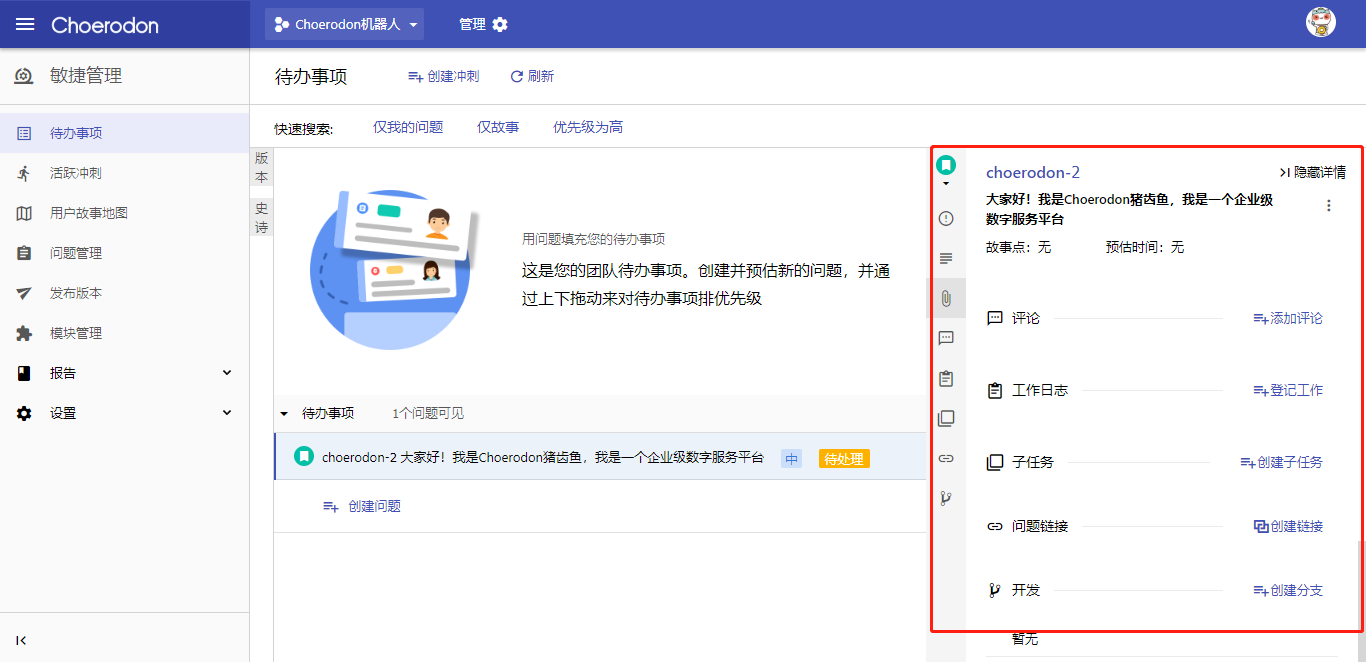 Choerodon
Choerodon机器人
管理
敏捷管理
待办事项
活跃冲刺
用户故事地图
问题管理
发布版本
模块管理
报告
设置
待办事项
创建冲刺
刷新
快速搜索:
仅我的问题
仅故事
优先级为高
版本
史诗
用问题填充您的待办事项
这是您的团队待办事项。创建并预估新的问题，并通
过上下拖动来对待办事项排优先级
待办事项
1个问题可见
choerodon-2 大家好！我是Choerodon猪齿鱼，我是一个企业级数字服务平台
中
待处理
创建问题
choerodon-2
隐藏详情
大家好！我是Choerodon猪齿鱼，我是一个企业级
数字服务平台
故事点：无
预估时间：无
评论
添加评论
工作日志
登记工作
子任务
创建子任务
问题链接
创建链接
开发
创建分支
暂无